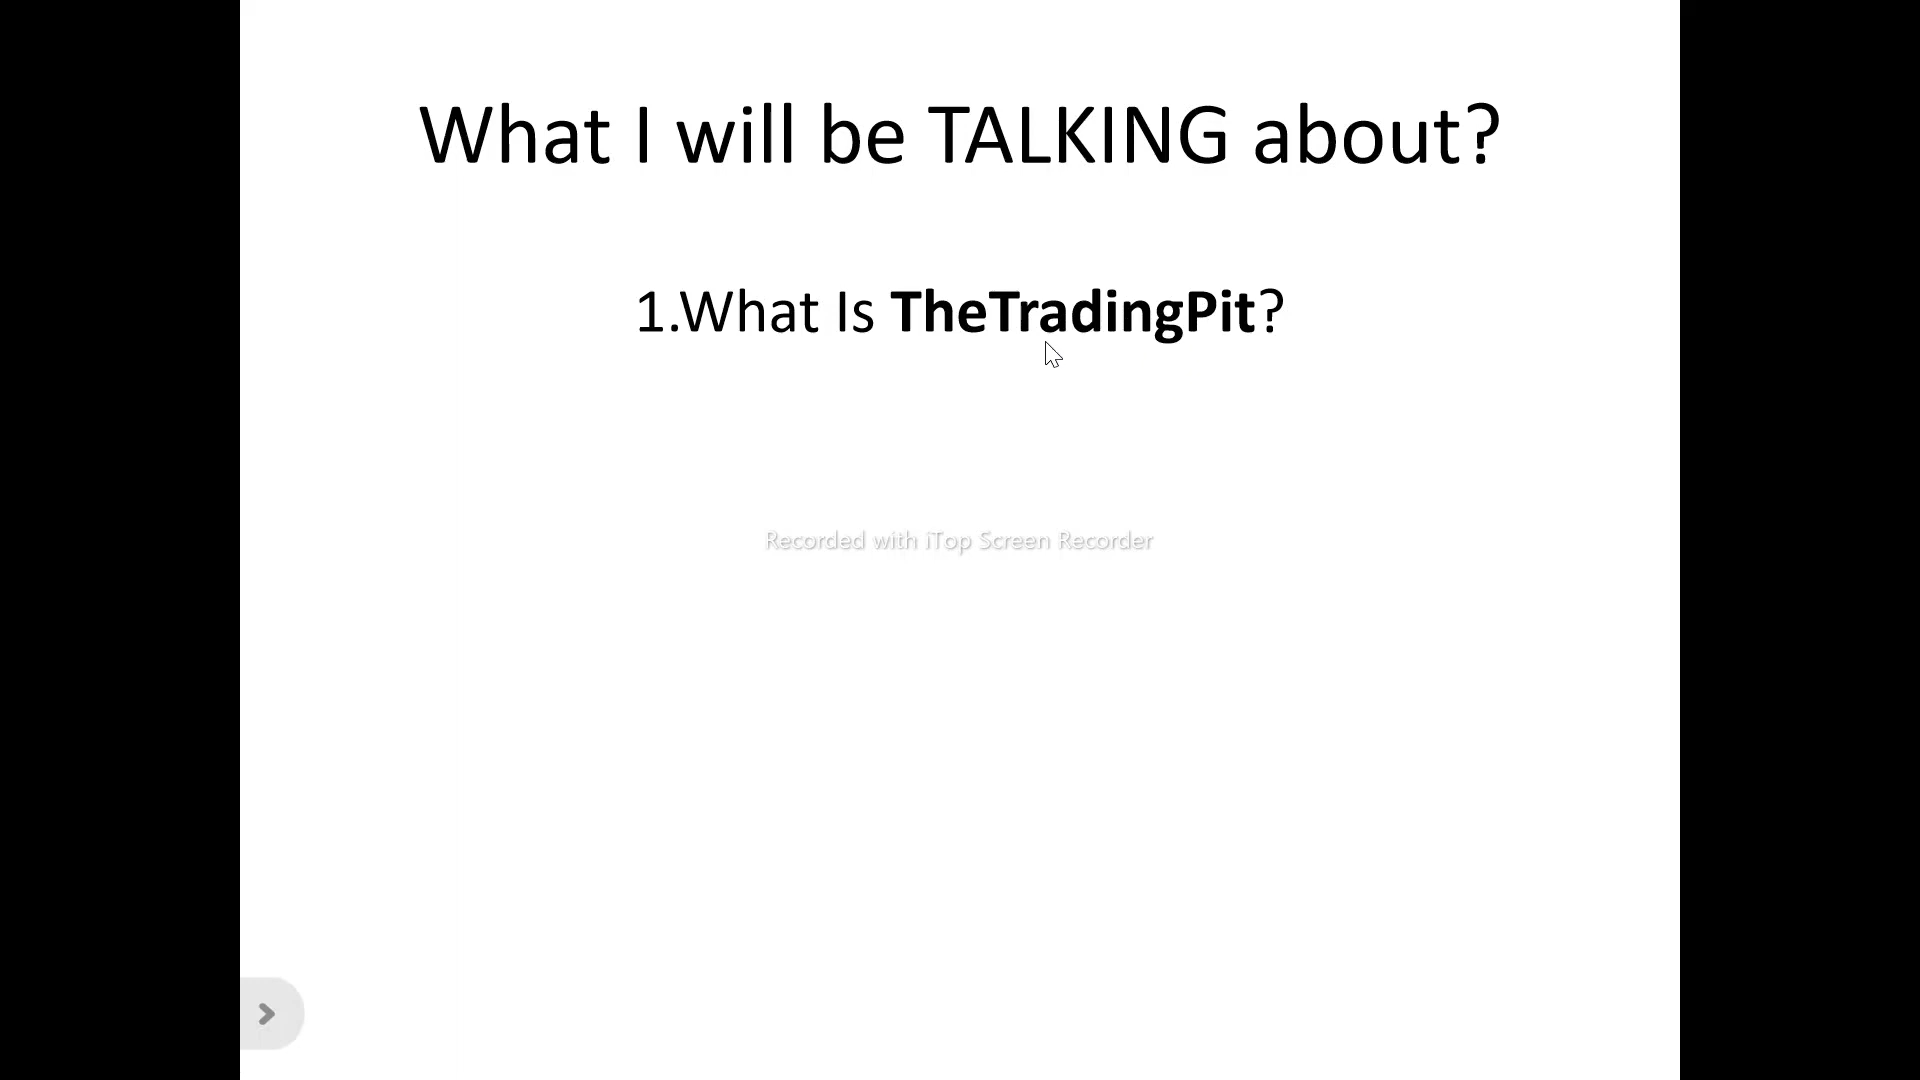 What I will be TALKING about?
1.What Is TheTradingPit?
Recorded with iTop Screen Recorder